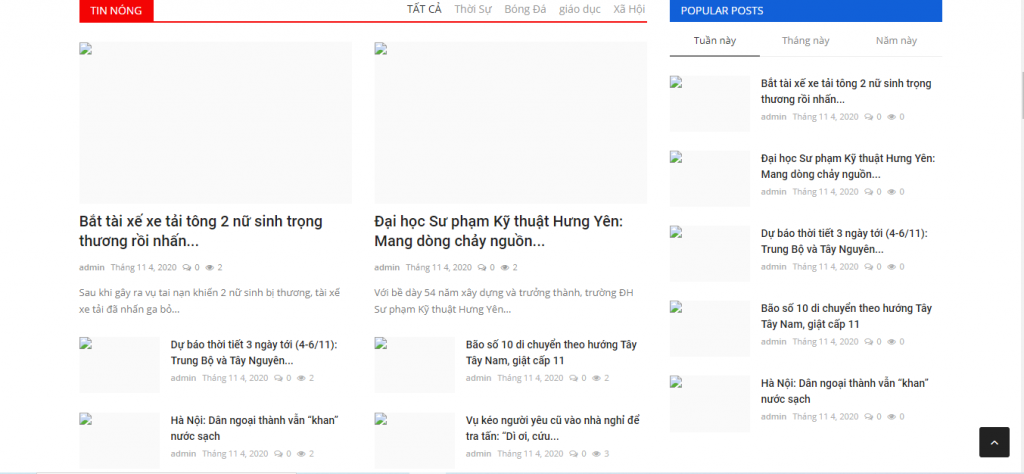 TIN NÓNG
TẤT CẢ Thời Sự Bóng Đá giáo dục Xã Hội
Bắt tài xế xe tải tông 2 nữ sinh trọng
thương rồi nhấn...
admin Tháng 11 4, 2020 0 2
Sau khi gây ra vụ tai nạn khiến 2 nữ sinh bị thương, tài xế
xe tải đã nhấn ga bỏ...
Đại học Sư phạm Kỹ thuật Hưng Yên:
Mang dòng chảy nguồn...
admin Tháng 11 4, 2020 0 2
Với bề dày 54 năm xây dựng và trưởng thành, trường ĐH
Sư phạm Kỹ thuật Hưng Yên...
Dự báo thời tiết 3 ngày tới (4-6/11):
Trung Bộ và Tây Nguyên...
admin Tháng 11 4, 2020 0 2
Bão số 10 di chuyển theo hướng Tây
Tây Nam, giật cấp 11
admin Tháng 11 4, 2020 0 2
Hà Nội: Dân ngoại thành vẫn “khan”
nước sạch
admin Tháng 11 4, 2020 0 2
Vụ kéo người yêu cũ vào nhà nghỉ để
tra tấn: “Dì ơi, cứu...
admin Tháng 11 4, 2020 0 3
POPULAR POSTS
Tuần này Tháng này Năm này
Bắt tài xế xe tải tông 2 nữ sinh trọng
thương rồi nhấn...
admin Tháng 11 4, 2020 0 0
Đại học Sư phạm Kỹ thuật Hưng Yên:
Mang dòng chảy nguồn...
admin Tháng 11 4, 2020 0 0
Dự báo thời tiết 3 ngày tới (4-6/11):
Trung Bộ và Tây Nguyên...
admin Tháng 11 4, 2020 0 0
Bão số 10 di chuyển theo hướng Tây
Tây Nam, giật cấp 11
admin Tháng 11 4, 2020 0 0
Hà Nội: Dân ngoại thành vẫn “khan”
nước sạch
admin Tháng 11 4, 2020 0 0